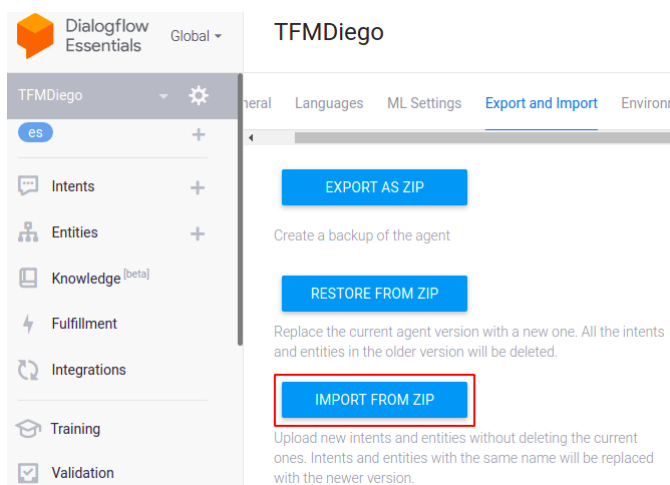 Dialogflow
Essentials
Global
TFMDiego
TFMDiego
neral Languages ML Settings Export and Import Environm
es
Intents
Entities
Knowledge [beta]
Fulfillment
Integrations
Training
Validation
EXPORT AS ZIP
Create a backup of the agent
RESTORE FROM ZIP
Replace the current agent version with a new one. All the intents
and entities in the older version will be deleted.
IMPORT FROM ZIP
Upload new intents and entities without deleting the current
ones. Intents and entities with the same name will be replaced
with the newer version.